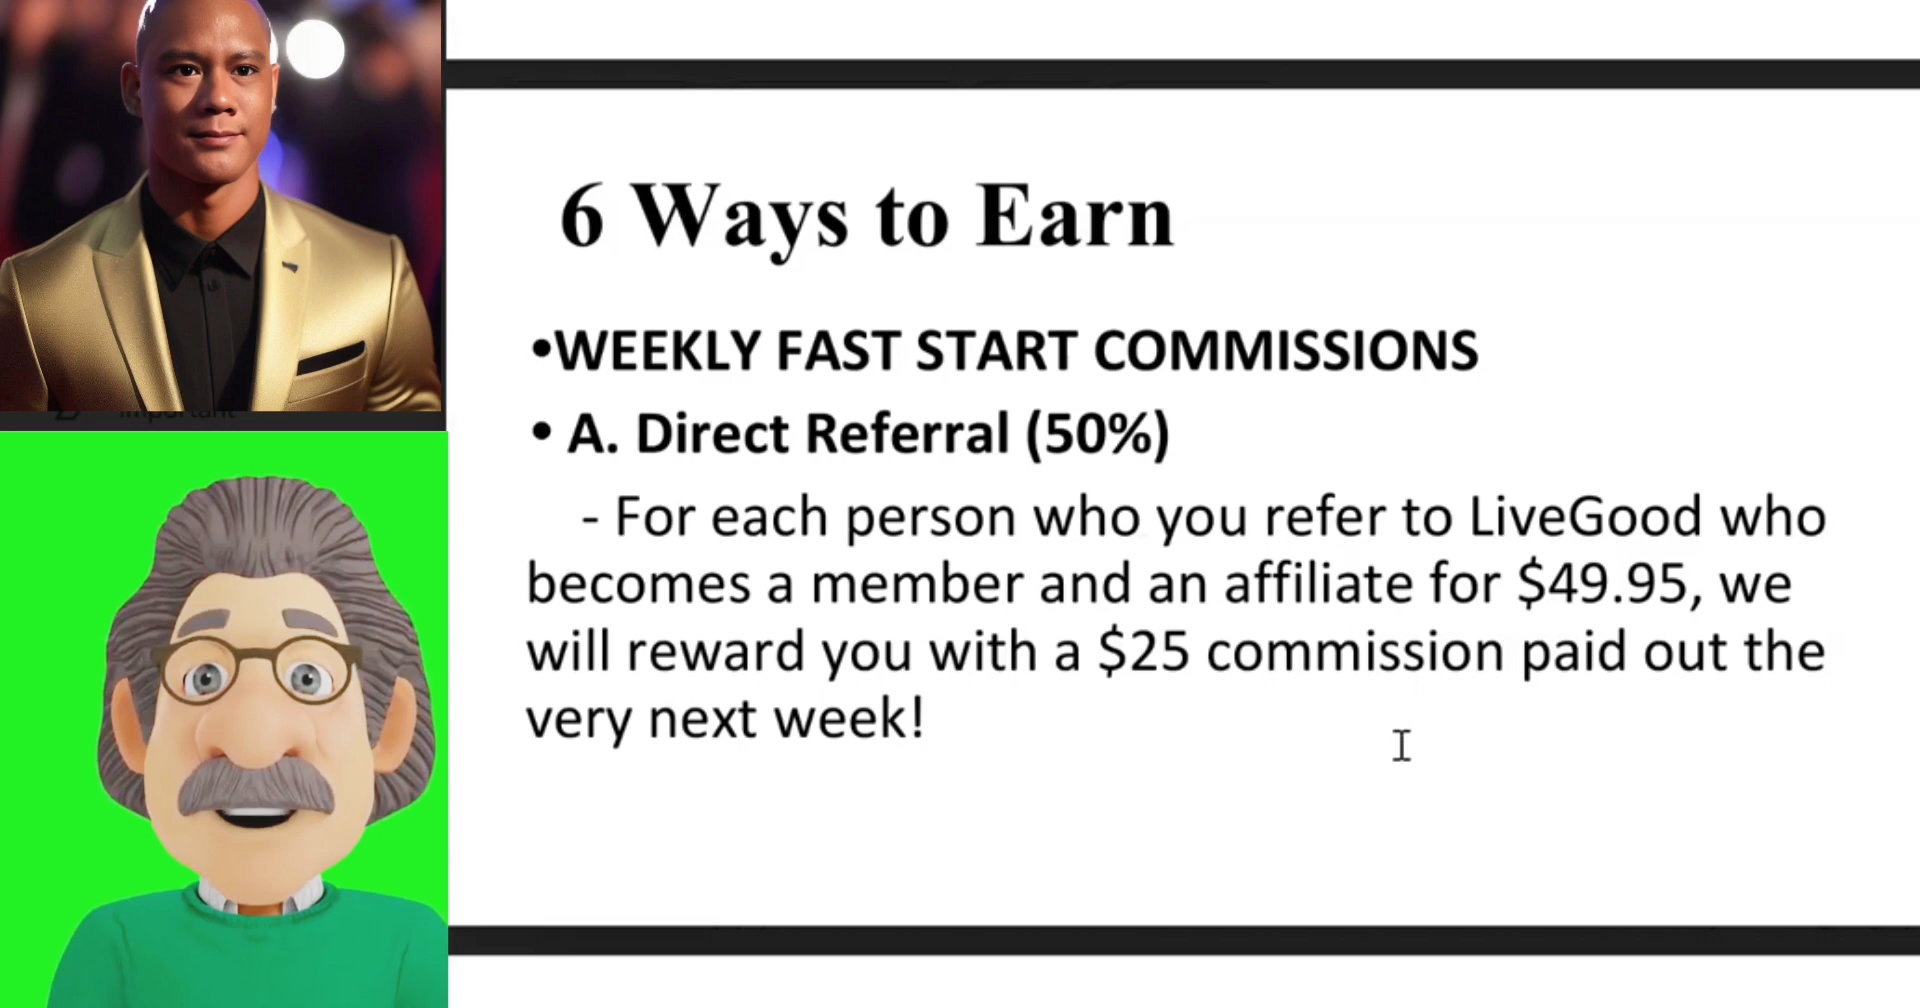 6 Ways to Earn
•WEEKLY FAST START COMMISSIONS
• A. Direct Referral (50%)
- For each person who you refer to LiveGood who
becomes a member and an affiliate for $49.95, we
will reward you with a $25 commission paid out the
very next week!
Important